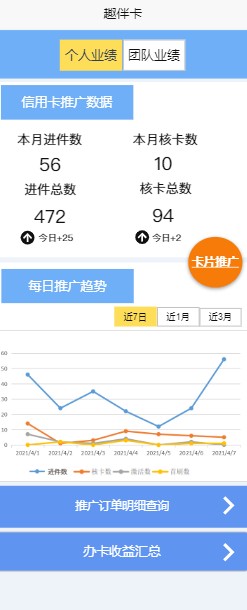 趣伴卡
个人业绩 团队业绩
信用卡推广数据
本月进件数 本月核卡数
56 10
进件总数 核卡总数
472 94
今日+25 今日+2
卡片推广
每日推广趋势
近7日 近1月 近3月
60
50
40
30
20
10
0
2021/4/1 2021/4/2 2021/4/3 2021/4/4 2021/4/5 2021/4/6 2021/4/7
进件数 核卡数 激活数 首刷数
推广订单明细查询
办卡收益汇总